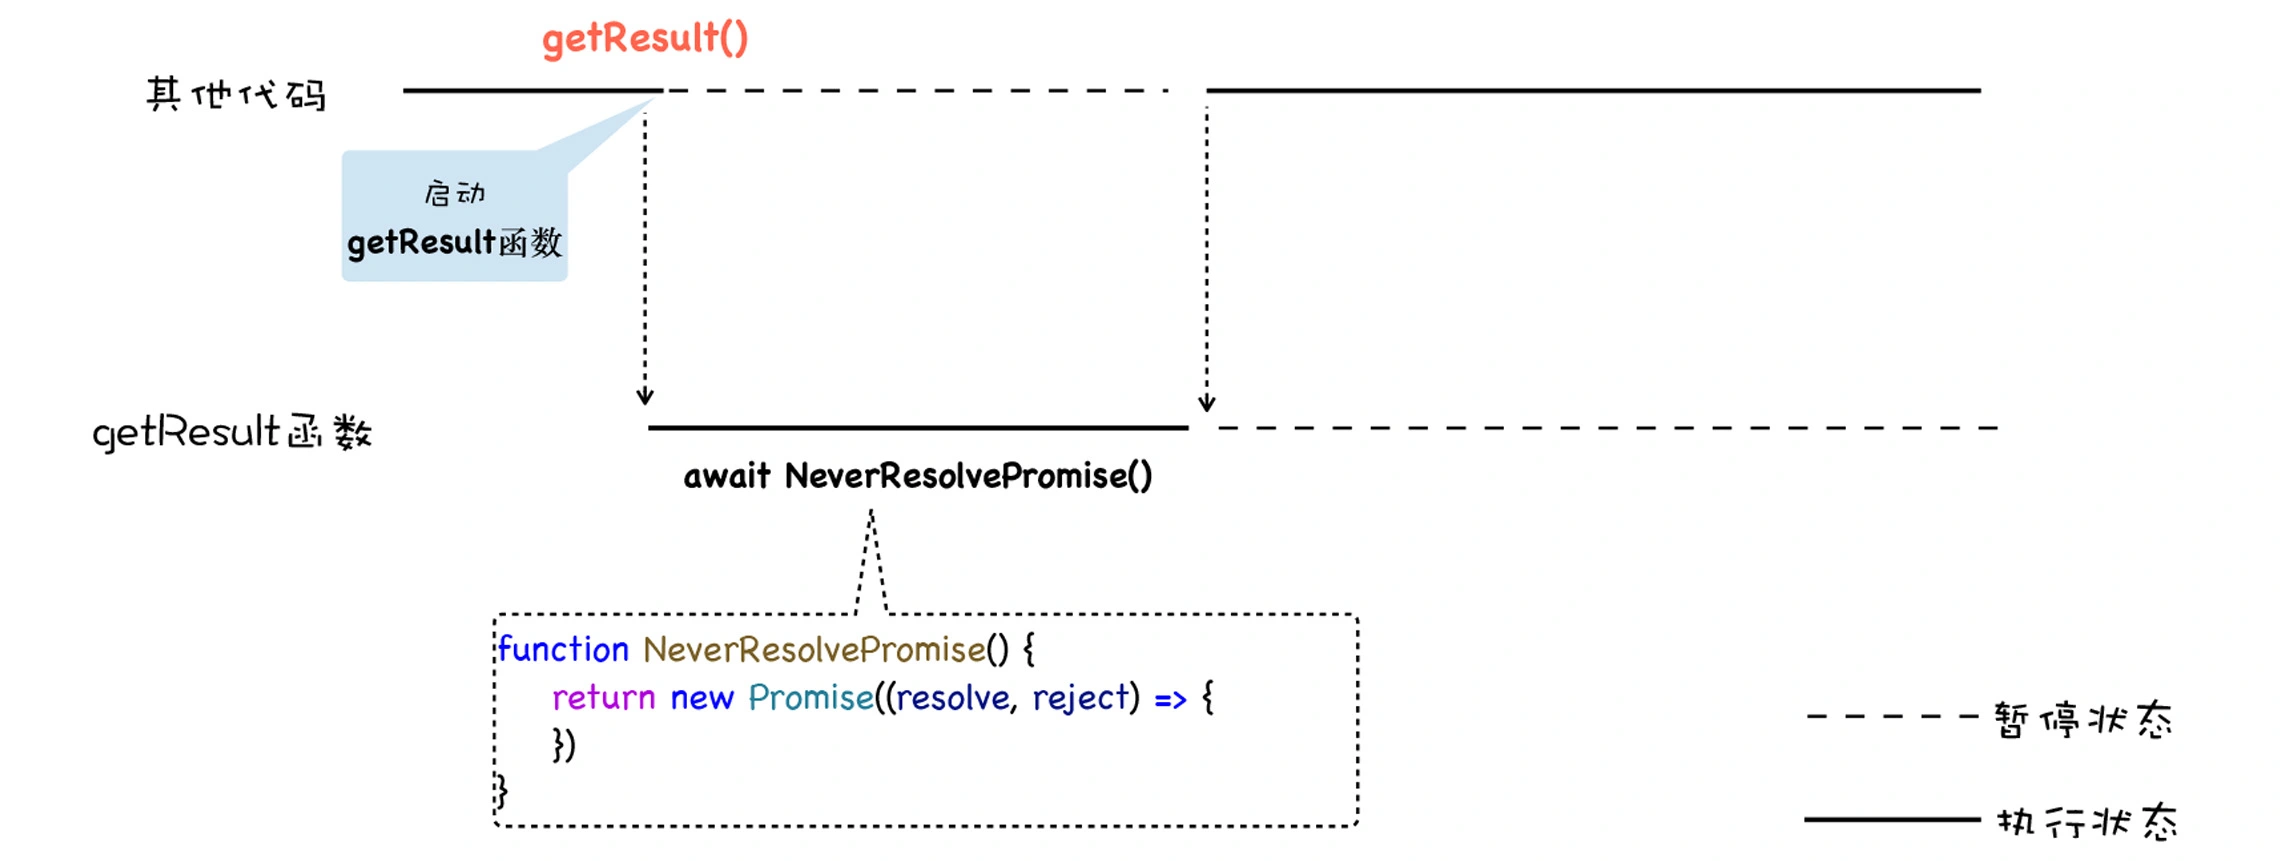 getResult()
其他代码
启动
getResult函数
getResult函数
await NeverResolvePromise()
function NeverResolvePromise() {
return new Promise((resolve, reject) => {
})
}
暂停状态
执行状态